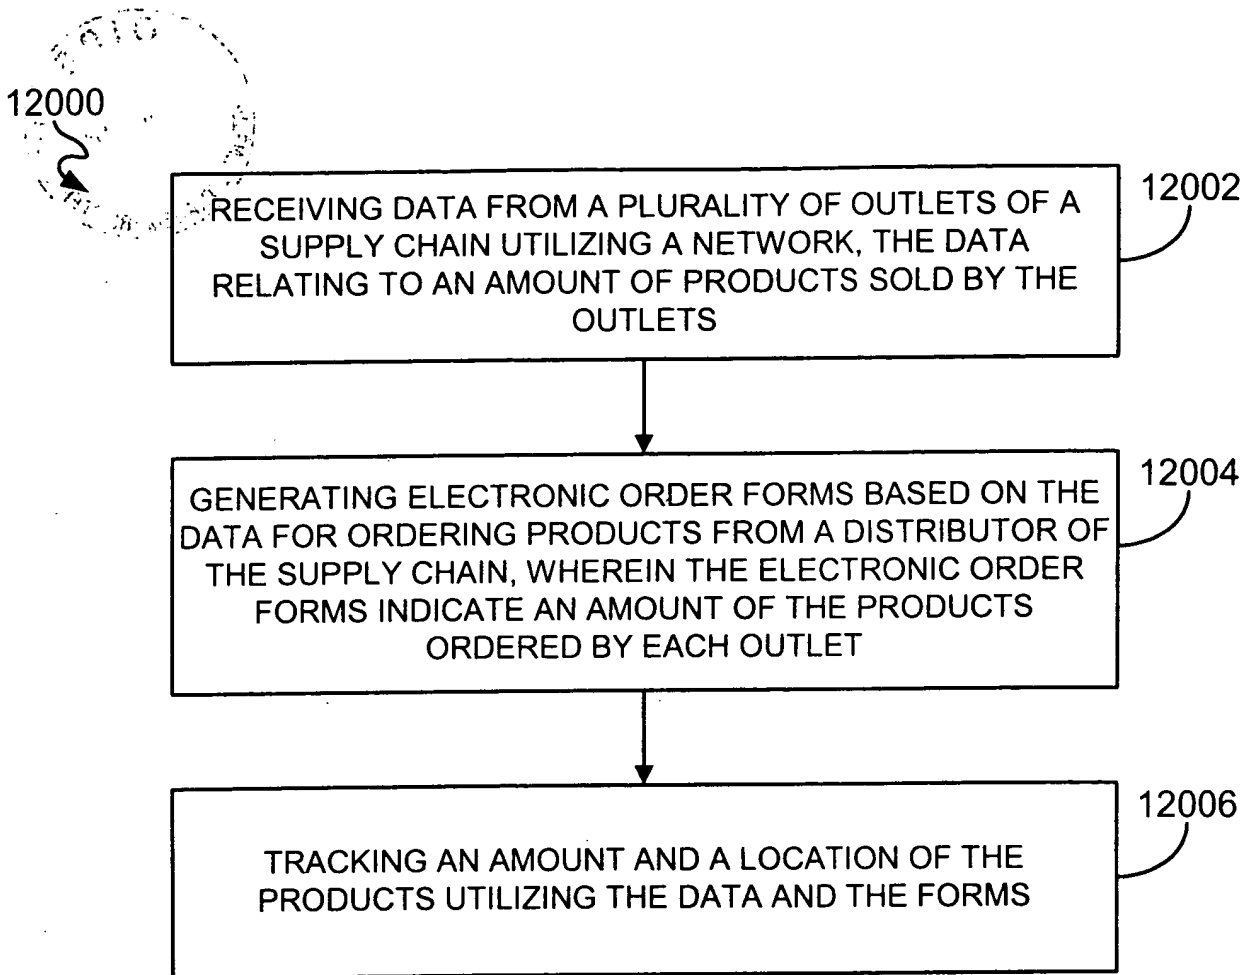 12000
RECEIVING DATA FROM A PLURALITY OF OUTLETS OF A
SUPPLY CHAIN UTILIZING A NETWORK, THE DATA
RELATING TO AN AMOUNT OF PRODUCTS SOLD BY THE
OUTLETS
12002
GENERATING ELECTRONIC ORDER FORMS BASED ON THE
DATA FOR ORDERING PRODUCTS FROM A DISTRIBUTOR OF
THE SUPPLY CHAIN, WHEREIN THE ELECTRONIC ORDER
FORMS INDICATE AN AMOUNT OF THE PRODUCTS
ORDERED BY EACH OUTLET
12004
TRACKING AN AMOUNT AND A LOCATION OF THE
PRODUCTS UTILIZING THE DATA AND THE FORMS
12006